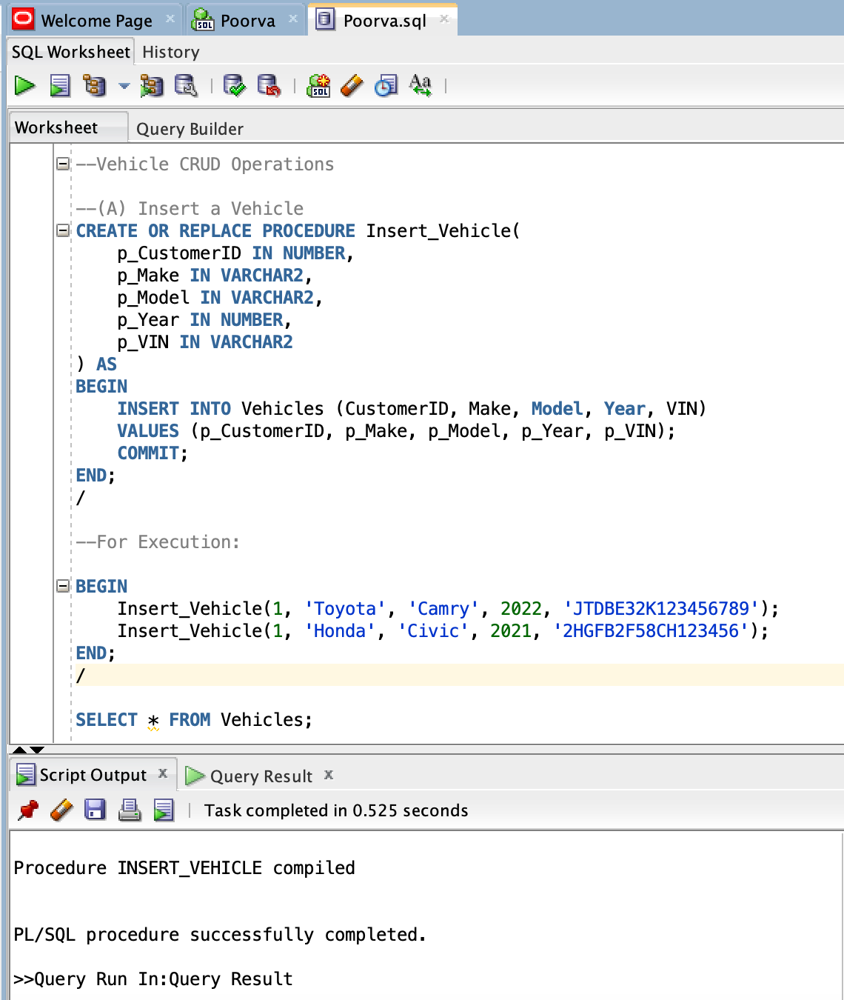 Welcome Page
Poorva
Poorva.sql
SQL Worksheet History
Worksheet Query Builder
--Vehicle CRUD Operations
--(A) Insert a Vehicle
CREATE OR REPLACE PROCEDURE Insert_Vehicle(
    p_CustomerID IN NUMBER,
    p_Make IN VARCHAR2,
    p_Model IN VARCHAR2,
    p_Year IN NUMBER,
    p_VIN IN VARCHAR2
) AS
BEGIN
    INSERT INTO Vehicles (CustomerID, Make, Model, Year, VIN)
    VALUES (p_CustomerID, p_Make, p_Model, p_Year, p_VIN);
    COMMIT;
END;
/
--For Execution:
BEGIN
    Insert_Vehicle(1, 'Toyota', 'Camry', 2022, 'JTDBE32K123456789');
    Insert_Vehicle(1, 'Honda', 'Civic', 2021, '2HGFB2F58CH123456');
END;
/
SELECT * FROM Vehicles;
Script Output
Query Result
Task completed in 0.525 seconds
Procedure INSERT_VEHICLE compiled
PL/SQL procedure successfully completed.
>>Query Run In:Query Result